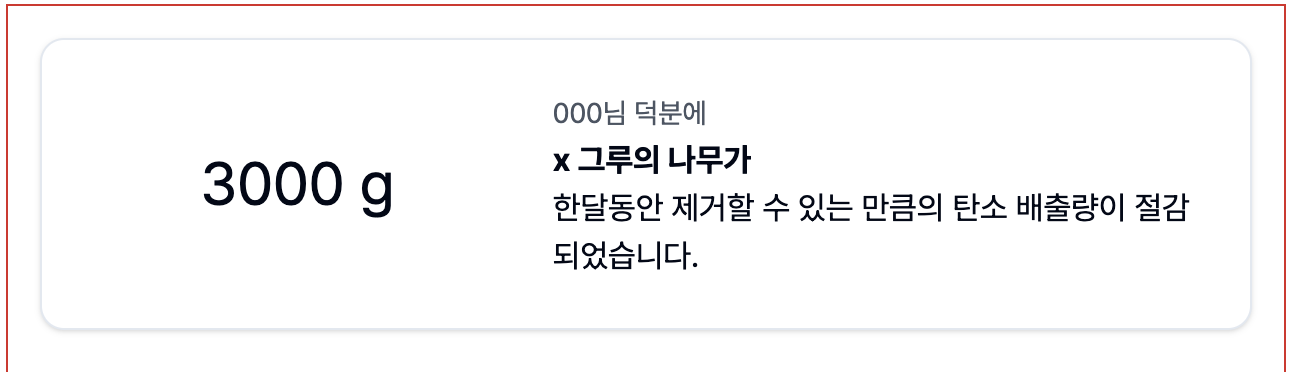 3000 g
000님 덕분에
x 그루의 나무가
한달동안 제거할 수 있는 만큼의 탄소 배출량이 절감
되었습니다.